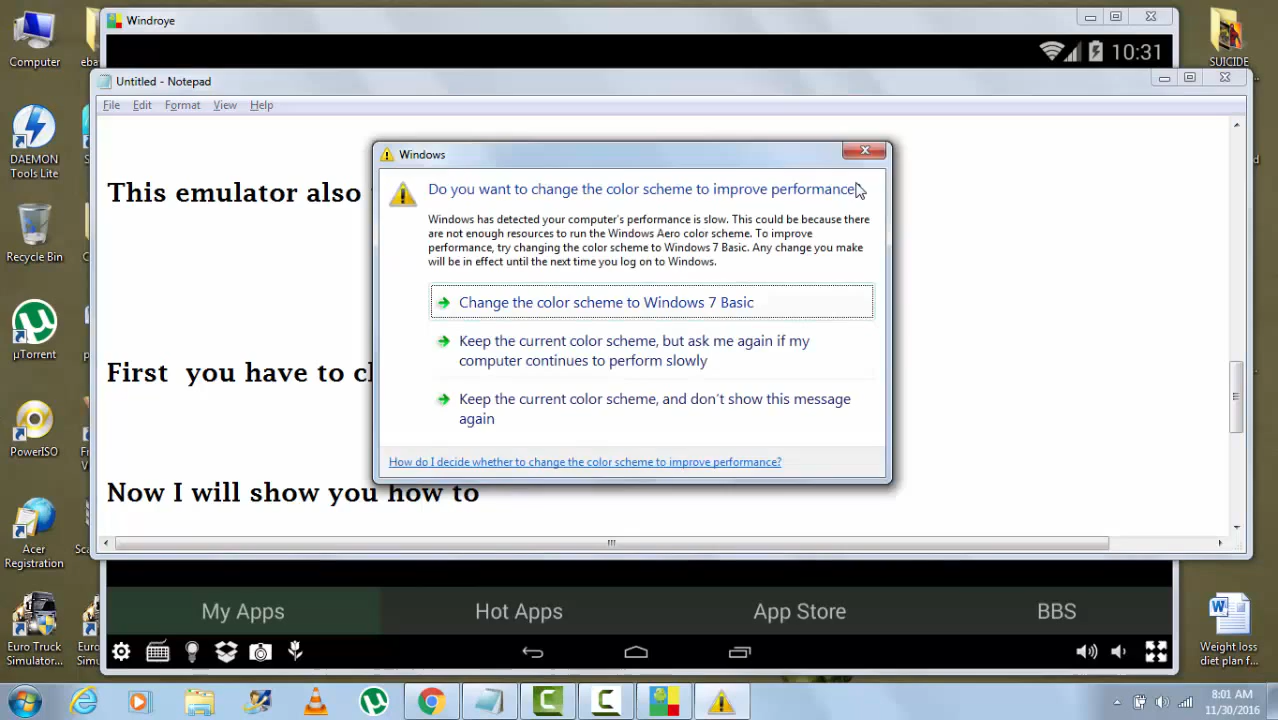 Computer
eba
Windroye
SUICIDE
10:31
Untitled - Notepad
File Edit Format View Help
DAEMON
Tools Lite
This emulator also
Windows
Do you want to change the color scheme to improve performance
Windows has detected your computer's performance is slow. This could be because there
are not enough resources to run the Windows Aero color scheme. To improve
performance, try changing the color scheme to Windows 7 Basic. Any change you make
will be in effect until the next time you log on to Windows.
Recycle Bin
Change the color scheme to Windows 7 Basic
Keep the current color scheme, but ask me again if my
computer continues to perform slowly
µTorrent
First you have to
Keep the current color scheme, and don't show this message
again
PowerISO
How do I decide whether to change the color scheme to improve performance?
Now I will show you how to
Acer
Registration
My Apps Hot Apps App Store BBS
Euro Truck
Simulator...
W
Weight loss
diet plan f...
8:01 AM
11/30/2016